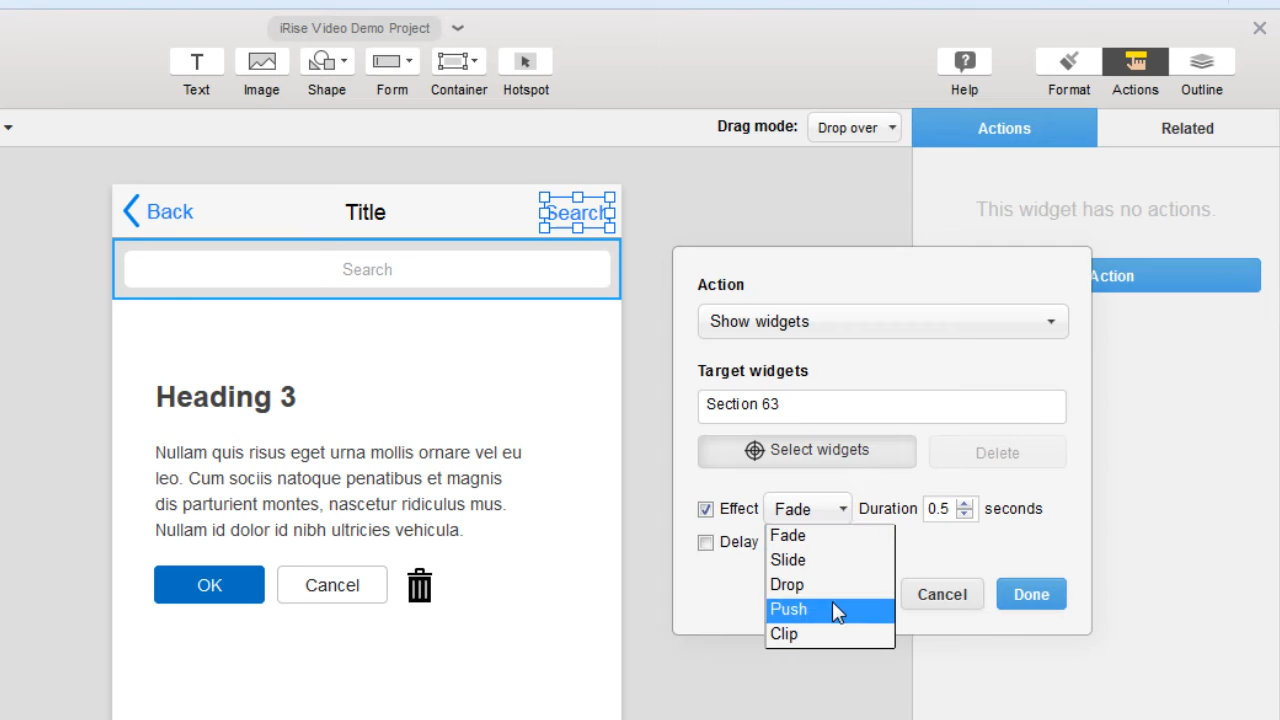 iRise Video Demo Project
T
Text
Image
Shape
Form
Container
Hotspot
?
Help
Format
Actions
Outline
Drag mode:
Drop over
Actions
Related
Back
Title
Search
This widget has no actions.
Search
Action
Action
Show widgets
Target widgets
Section 63
Select widgets
Delete
Effect
Fade
Duration
0.5
seconds
Delay
Fade
Slide
Drop
Push
Clip
Cancel
Done
Heading 3
Nullam quis risus eget urna mollis ornare vel eu
leo. Cum sociis natoque penatibus et magnis
dis parturient montes, nascetur ridiculus mus.
Nullam id dolor id nibh ultricies vehicula.
OK
Cancel